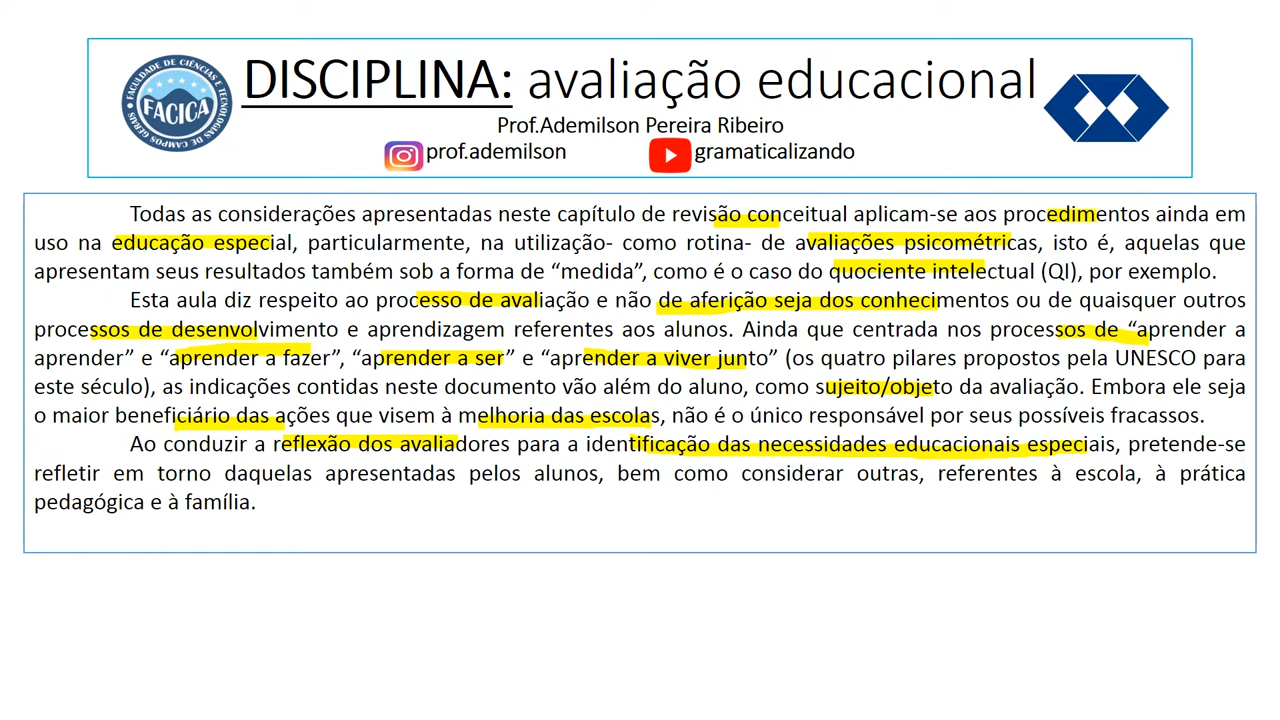 FACULDADE DE CIÊNCIAS E TECNOLOGIAS DE CAMPOS GERAIS
FACICA
DISCIPLINA: avaliação educacional
Prof.Ademilson Pereira Ribeiro
prof.ademilson gramaticalizando
Todas as considerações apresentadas neste capítulo de revisão conceitual aplicam-se aos procedimentos ainda em
uso na educação especial, particularmente, na utilização- como rotina- de avaliações psicométricas, isto é, aquelas que
apresentam seus resultados também sob a forma de “medida”, como é o caso do quociente intelectual (QI), por exemplo.
Esta aula diz respeito ao processo de avaliação e não de aferição seja dos conhecimentos ou de quaisquer outros
processos de desenvolvimento e aprendizagem referentes aos alunos. Ainda que centrada nos processos de “aprender a
aprender” e “aprender a fazer”, “aprender a ser” e “aprender a viver junto” (os quatro pilares propostos pela UNESCO para
este século), as indicações contidas neste documento vão além do aluno, como sujeito/objeto da avaliação. Embora ele seja
o maior beneficiário das ações que visem à melhoria das escolas, não é o único responsável por seus possíveis fracassos.
Ao conduzir a reflexão dos avaliadores para a identificação das necessidades educacionais especiais, pretende-se
refletir em torno daquelas apresentadas pelos alunos, bem como considerar outras, referentes à escola, à prática
pedagógica e à família.